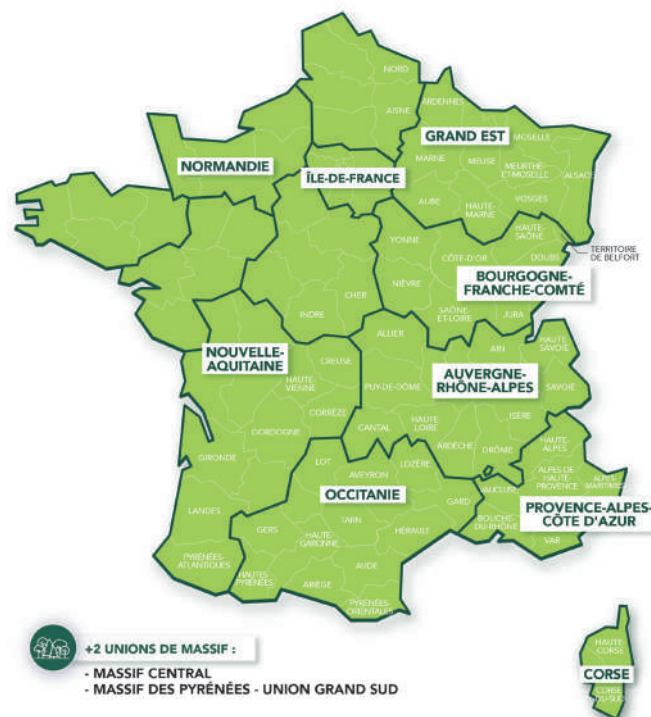 NORD
AISNE
ARDENNES
GRAND EST
MOSELLE
NORMANDIE
ÎLE-DE-FRANCE
MARNE
MEUSE
MEURTHE-
ET-MOSELLE
ALSACE
AUBE
HAUTE-
MARNE
VOSGES
YONNE
HAUTE-
SAÔNE
TERRITOIRE
DE BELFORT
CÔTE-D'OR
DOUBS
BOURGOGNE-
FRANCHE-COMTÉ
NIÈVRE
CHER
INDRE
SAÔNE-
ET-LOIRE
JURA
NOUVELLE-
AQUITAINE
CREUSE
ALLIER
AIN
HAUTE
SAVOIE
AUVERGNE-
RHÔNE-ALPES
HAUTE-
VIENNE
PUY-DE-DÔME
SAVOIE
CORRÈZE
CANTAL
HAUTE
LOIRE
ISÈRE
DORDOGNE
ARDÈCHE
DRÔME
HAUTE-
ALPES
GIRONDE
LOT
AVEYRON
LOZÈRE
OCCITANIE
ALPES DE
HAUTE
PROVENCE
ALPES-
MARITIMES
LANDES
GARD
VAUCLUSE
PROVENCE-ALPES-
CÔTE D'AZUR
GERS
TARN
HAUTE-
GARONNE
HÉRAULT
BOUCHE-
DU-RHÔNE
VAR
PYRÉNÉES-
ATLANTIQUES
HAUTES
PYRÉNÉES
ARIÈGE
AUDE
PYRÉNÉES-
ORIENTALES
HAUTE-
CORSE
CORSE
CORSE-
DU-SUD
+2 UNIONS DE MASSIF :
- MASSIF CENTRAL
- MASSIF DES PYRÉNÉES - UNION GRAND SUD